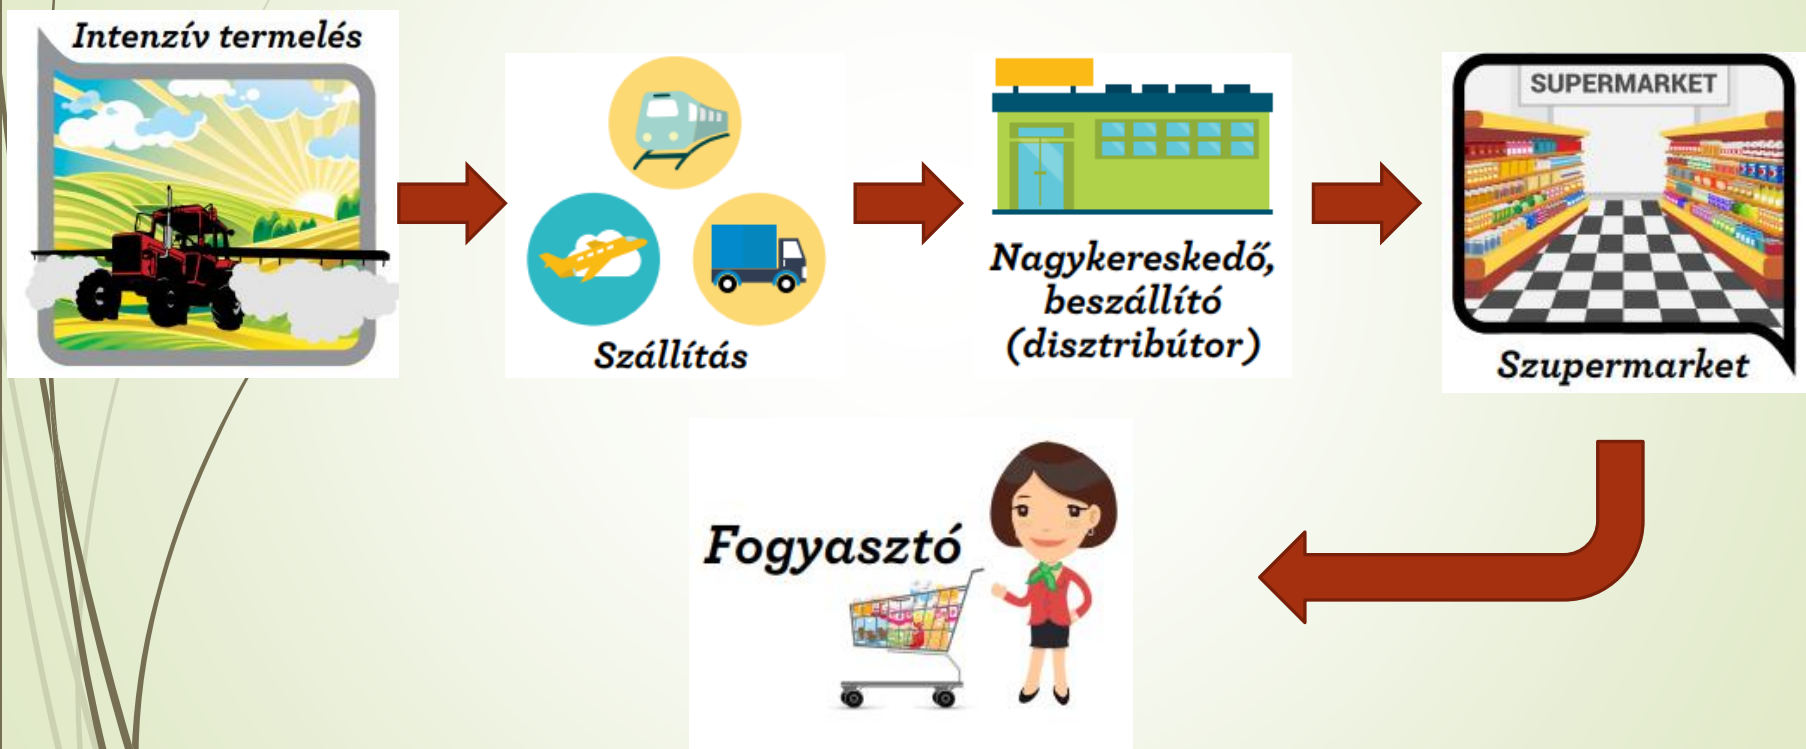 Intenzív termelés
Szállítás
Nagykereskedő,
beszállító
(disztribútor)
SUPERMARKET
Szupermarket
Fogyasztó